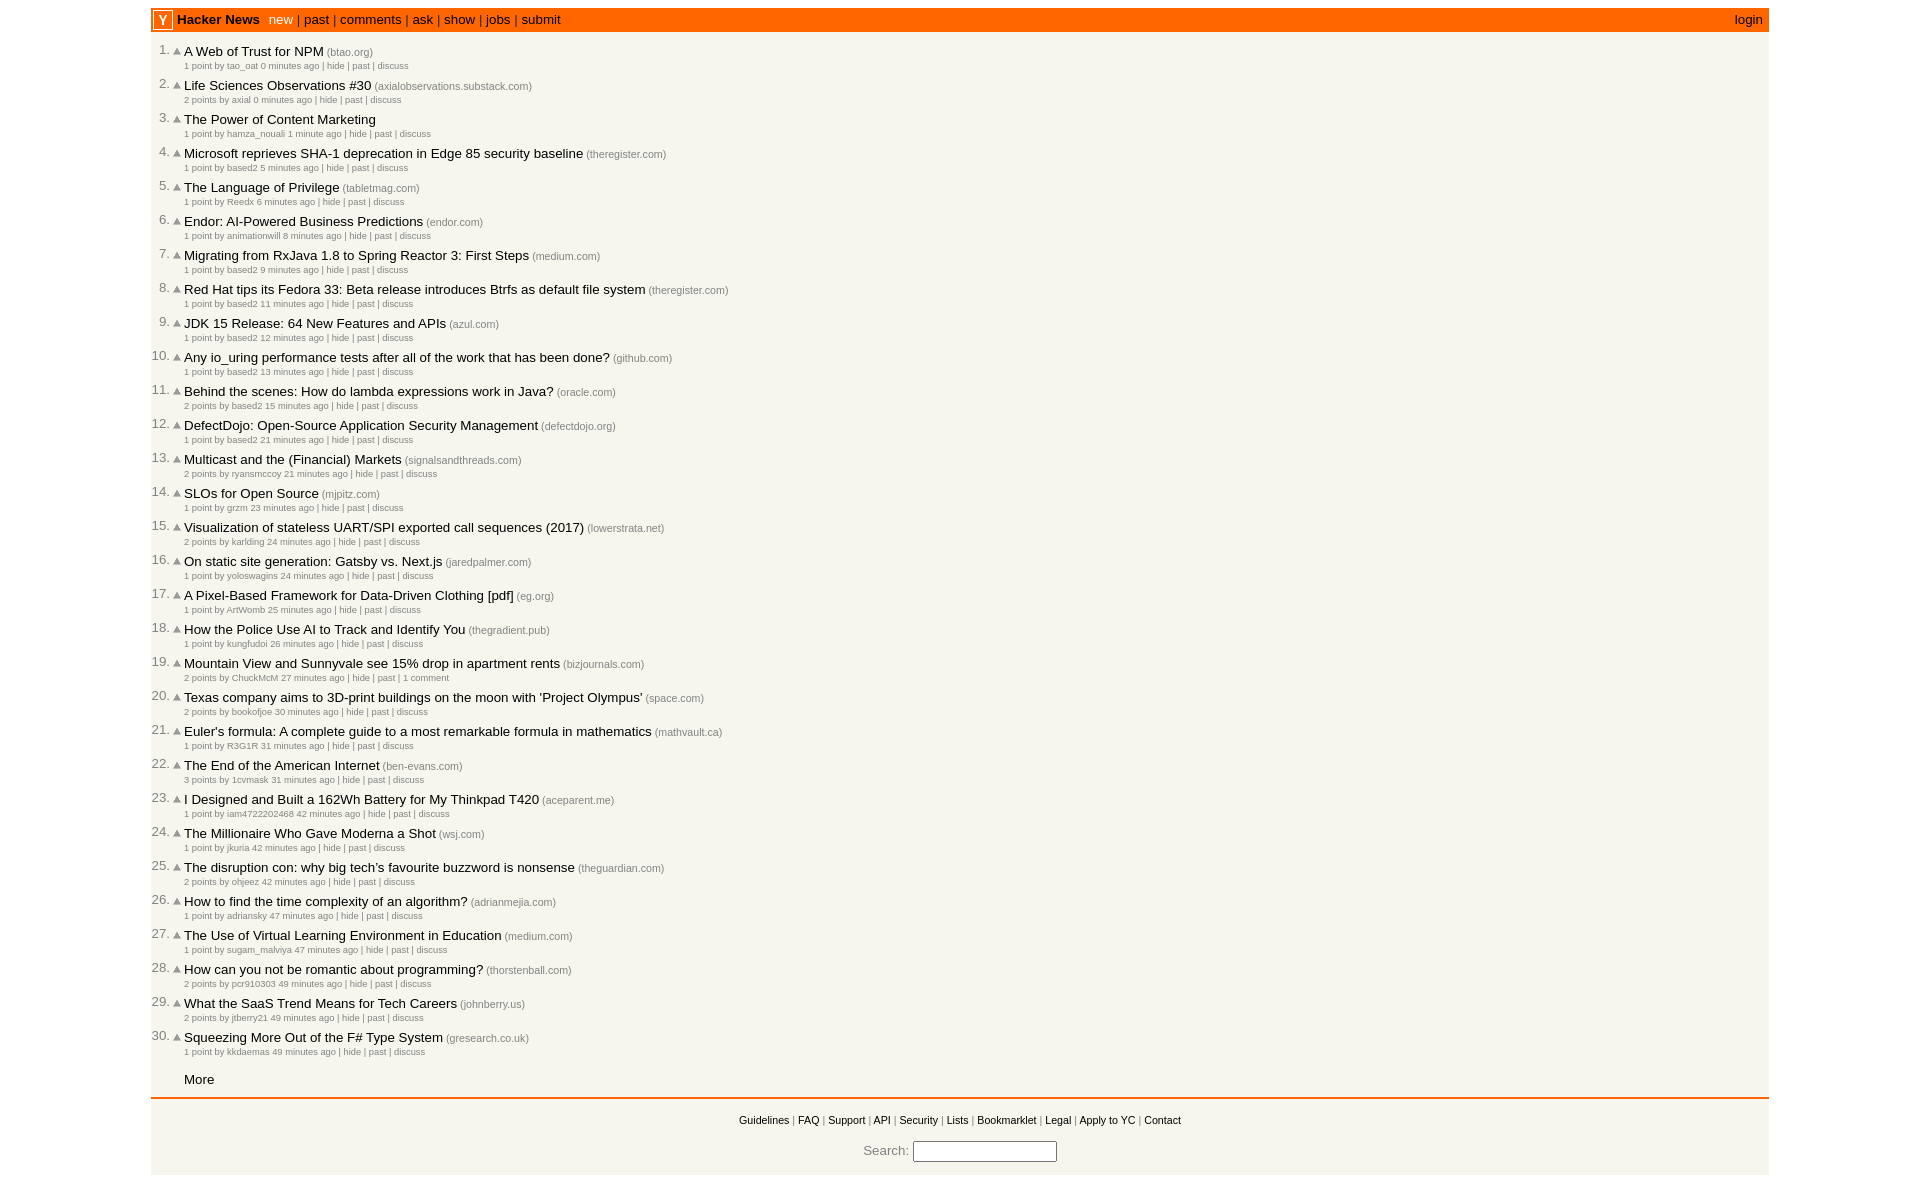 Y Hacker News new | past | comments | ask | show | jobs | submit login
1. A Web of Trust for NPM (btao.org)
1 point by tao_oat 0 minutes ago | hide | past | discuss
2. Life Sciences Observations #30 (axialobservations.substack.com)
2 points by axial 0 minutes ago | hide | past | discuss
3. The Power of Content Marketing
1 point by hamza_nouali 1 minute ago | hide | past | discuss
4. Microsoft reprieves SHA-1 deprecation in Edge 85 security baseline (theregister.com)
1 point by based2 5 minutes ago | hide | past | discuss
5. The Language of Privilege (tabletmag.com)
1 point by Reedx 6 minutes ago | hide | past | discuss
6. Endor: AI-Powered Business Predictions (endor.com)
1 point by animationwill 8 minutes ago | hide | past | discuss
7. Migrating from RxJava 1.8 to Spring Reactor 3: First Steps (medium.com)
1 point by based2 9 minutes ago | hide | past | discuss
8. Red Hat tips its Fedora 33: Beta release introduces Btrfs as default file system (theregister.com)
1 point by based2 11 minutes ago | hide | past | discuss
9. JDK 15 Release: 64 New Features and APIs (azul.com)
1 point by based2 12 minutes ago | hide | past | discuss
10. Any io_uring performance tests after all of the work that has been done? (github.com)
1 point by based2 13 minutes ago | hide | past | discuss
11. Behind the scenes: How do lambda expressions work in Java? (oracle.com)
2 points by based2 15 minutes ago | hide | past | discuss
12. DefectDojo: Open-Source Application Security Management (defectdojo.org)
1 point by based2 21 minutes ago | hide | past | discuss
13. Multicast and the (Financial) Markets (signalsandthreads.com)
2 points by ryansmccoy 21 minutes ago | hide | past | discuss
14. SLOs for Open Source (mjpitz.com)
1 point by grzm 23 minutes ago | hide | past | discuss
15. Visualization of stateless UART/SPI exported call sequences (2017) (lowerstrata.net)
2 points by karlding 24 minutes ago | hide | past | discuss
16. On static site generation: Gatsby vs. Next.js (jaredpalmer.com)
1 point by yoloswagins 24 minutes ago | hide | past | discuss
17. A Pixel-Based Framework for Data-Driven Clothing [pdf] (eg.org)
1 point by ArtWomb 25 minutes ago | hide | past | discuss
18. How the Police Use AI to Track and Identify You (thegradient.pub)
1 point by kungfudoi 26 minutes ago | hide | past | discuss
19. Mountain View and Sunnyvale see 15% drop in apartment rents (bizjournals.com)
2 points by ChuckMcM 27 minutes ago | hide | past | 1 comment
20. Texas company aims to 3D-print buildings on the moon with 'Project Olympus' (space.com)
2 points by bookofjoe 30 minutes ago | hide | past | discuss
21. Euler's formula: A complete guide to a most remarkable formula in mathematics (mathvault.ca)
1 point by R3G1R 31 minutes ago | hide | past | discuss
22. The End of the American Internet (ben-evans.com)
3 points by 1cvmask 31 minutes ago | hide | past | discuss
23. I Designed and Built a 162Wh Battery for My Thinkpad T420 (aceparent.me)
1 point by iam4722202468 42 minutes ago | hide | past | discuss
24. The Millionaire Who Gave Moderna a Shot (wsj.com)
1 point by jkuria 42 minutes ago | hide | past | discuss
25. The disruption con: why big tech’s favourite buzzword is nonsense (theguardian.com)
2 points by ohjeez 42 minutes ago | hide | past | discuss
26. How to find the time complexity of an algorithm? (adrianmejia.com)
1 point by adriansky 47 minutes ago | hide | past | discuss
27. The Use of Virtual Learning Environment in Education (medium.com)
1 point by sugam_malviya 47 minutes ago | hide | past | discuss
28. How can you not be romantic about programming? (thorstenball.com)
2 points by pcr910303 49 minutes ago | hide | past | discuss
29. What the SaaS Trend Means for Tech Careers (johnberry.us)
2 points by jtberry21 49 minutes ago | hide | past | discuss
30. Squeezing More Out of the F# Type System (gresearch.co.uk)
1 point by kkdaemas 49 minutes ago | hide | past | discuss
More
Guidelines | FAQ | Support | API | Security | Lists | Bookmarklet | Legal | Apply to YC | Contact
Search: